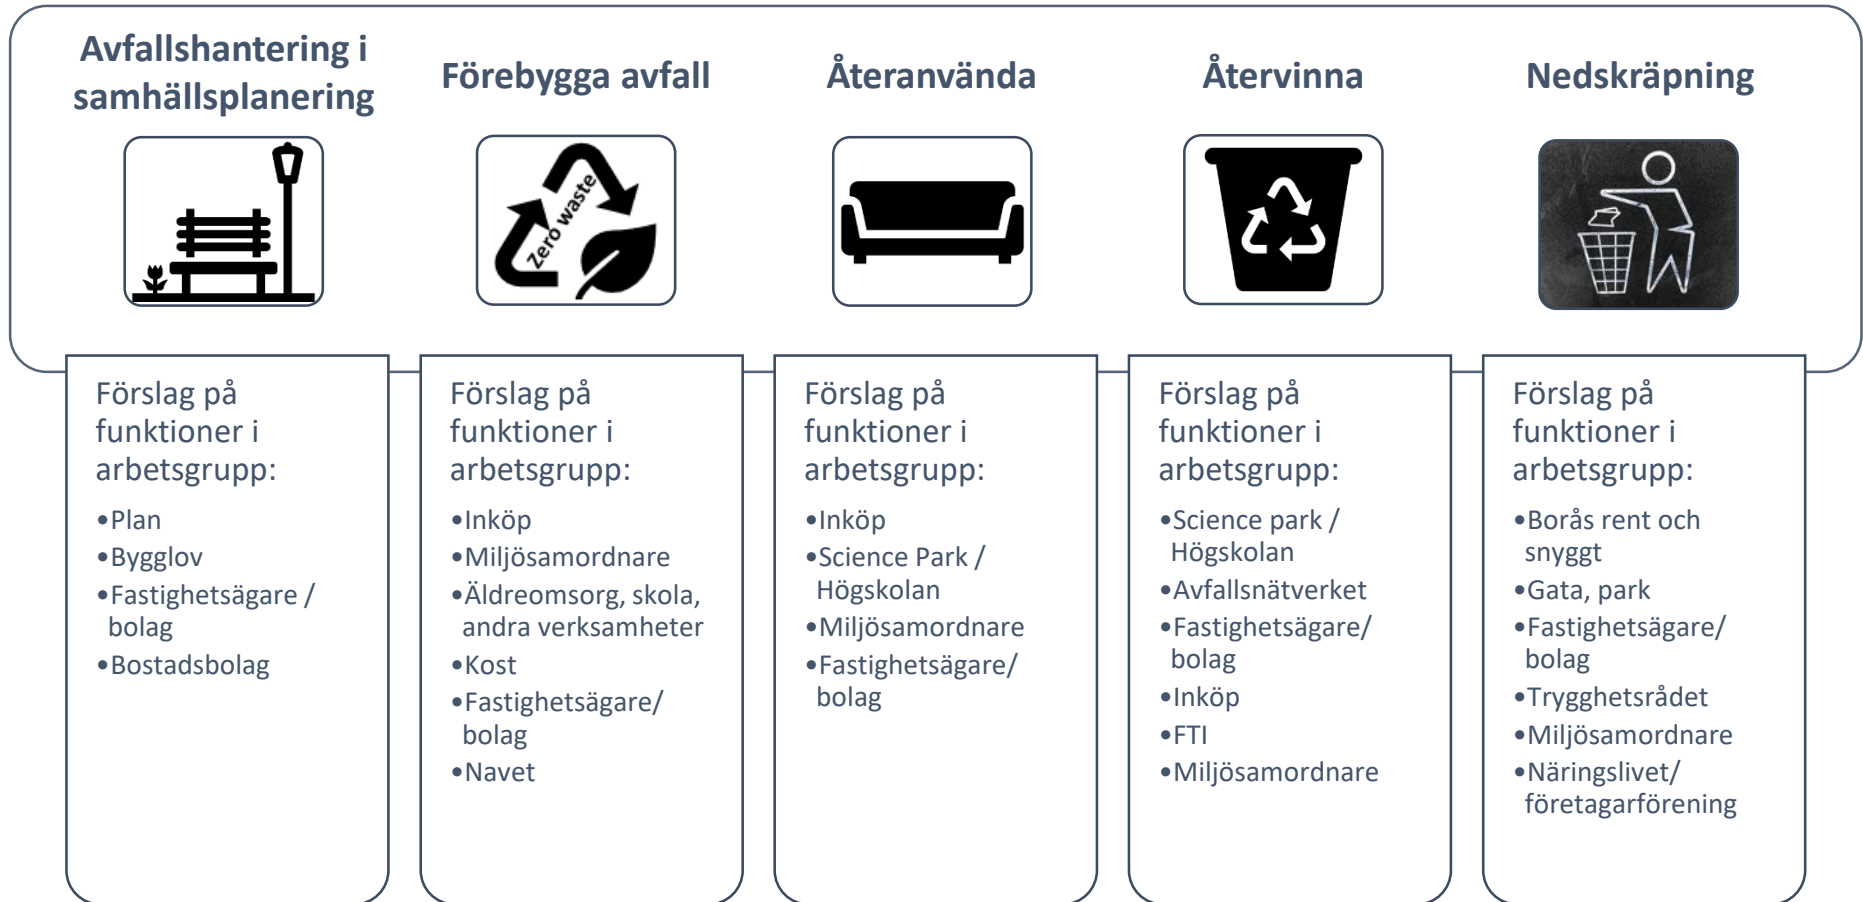 Avfallshantering i
samhällsplanering
Förebygga avfall
Återanvända
Återvinna
Nedskräpning
Zero waste
Förslag på
funktioner i
arbetsgrupp:
•Plan
•Bygglov
•Fastighetsägare /
bolag
•Bostadsbolag
Förslag på
funktioner i
arbetsgrupp:
•Inköp
•Miljösamordnare
•Äldreomsorg, skola,
andra verksamheter
•Kost
•Fastighetsägare/
bolag
•Navet
Förslag på
funktioner i
arbetsgrupp:
•Inköp
•Science Park /
Högskolan
•Miljösamordnare
•Fastighetsägare/
bolag
Förslag på
funktioner i
arbetsgrupp:
•Science park /
Högskolan
•Avfallsnätverket
•Fastighetsägare/
bolag
•Inköp
•FTI
•Miljösamordnare
Förslag på
funktioner i
arbetsgrupp:
•Borås rent och
snyggt
•Gata, park
•Fastighetsägare/
bolag
•Trygghetsrådet
•Miljösamordnare
•Näringslivet/
företagarförening